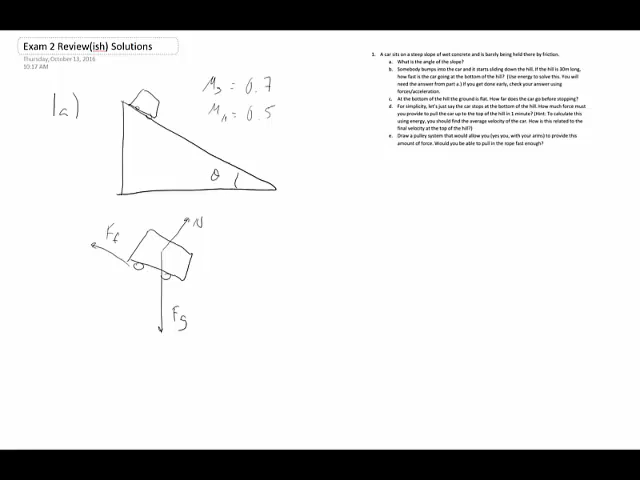 Exam 2 Review(ish) Solutions
Thursday, October 13, 2016
10:17 AM
1a)
μs = 0.7
μk = 0.5
θ
Ff
N
Fg
1. A car sits on a steep slope of wet concrete and is barely being held there by friction.
a. What is the angle of the slope?
b. Somebody bumps into the car and it starts sliding down the hill. If the hill is 30m long,
how fast is the car going at the bottom of the hill? (Use energy to solve this. You will
need the answer from part a.) If you get done early, check your answer using
forces/acceleration.
c. At the bottom of the hill the ground is flat. How far does the car go before stopping?
d. For simplicity, let's just say the car stops at the bottom of the hill. How much force must
you provide to pull the car up to the top of the hill in 1 minute? (Hint: To calculate this
using energy, you should find the average velocity of the car. How is this related to the
final velocity at the top of the hill?)
e. Draw a pulley system that would allow you (yes you, with your arms) to provide this
amount of force. Would you be able to pull in the rope fast enough?